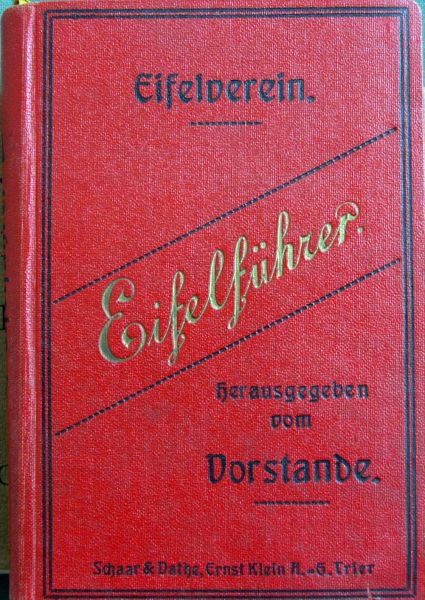 Eifelverein.
Eifelführer.
Herausgegeben
vom
Vorstande.
Schaar & Dathe, Ernst Klein A.=G. Trier